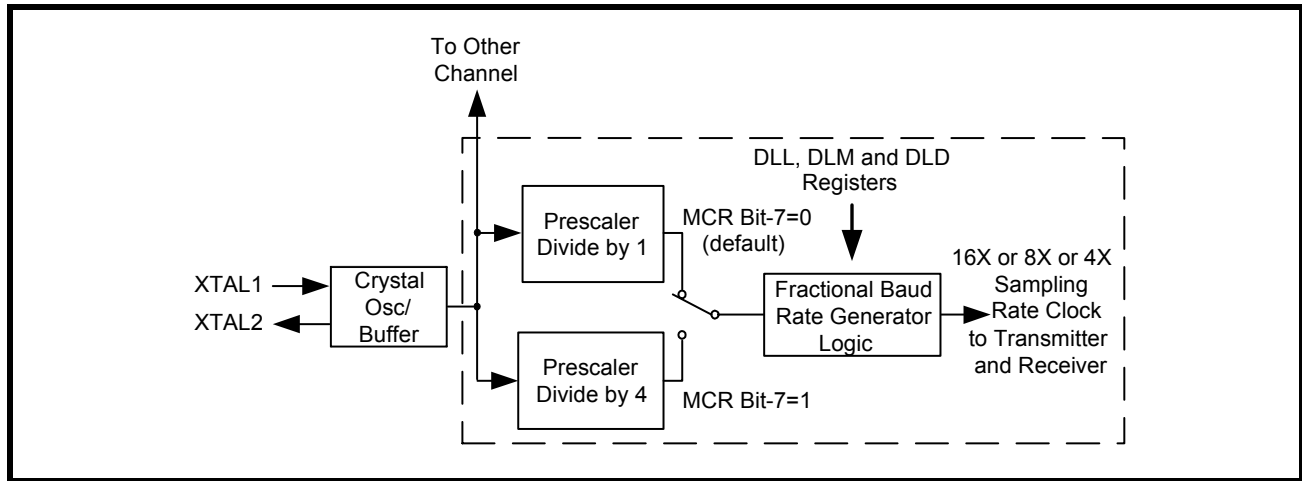 To Other
Channel
DLL, DLM and DLD
Registers
Prescaler
Divide by 1
MCR Bit-7=0
(default)
16X or 8X or 4X
Sampling
Rate Clock
to Transmitter
and Receiver
XTAL1
XTAL2
Crystal
Osc/
Buffer
Fractional Baud
Rate Generator
Logic
Prescaler
Divide by 4
MCR Bit-7=1